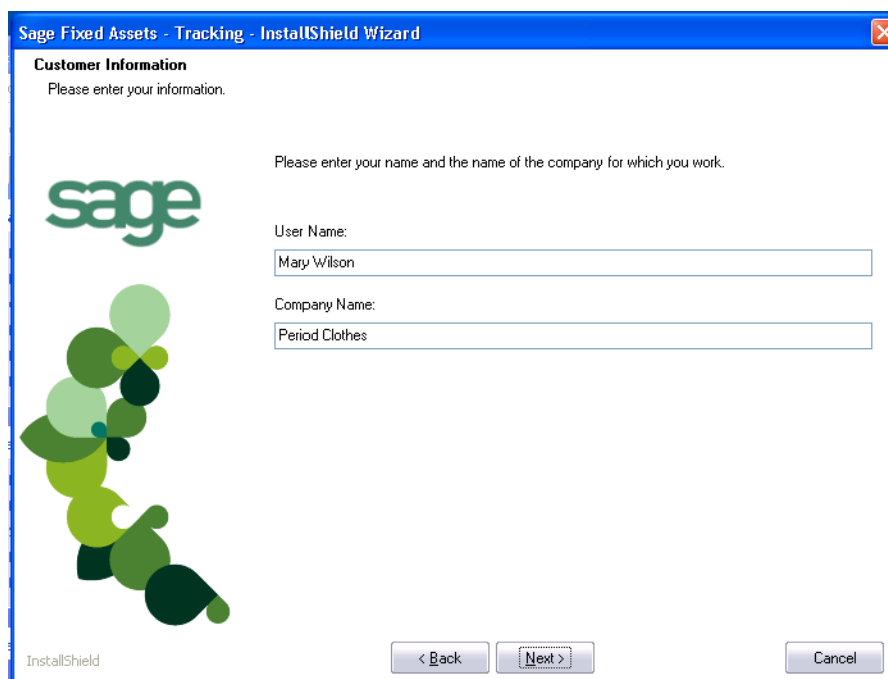 Sage Fixed Assets - Tracking - InstallShield Wizard
Customer Information
Please enter your information.
Please enter your name and the name of the company for which you work.
sage
User Name:
Mary Wilson
Company Name:
Period Clothes
InstallShield
< Back
Next >
Cancel